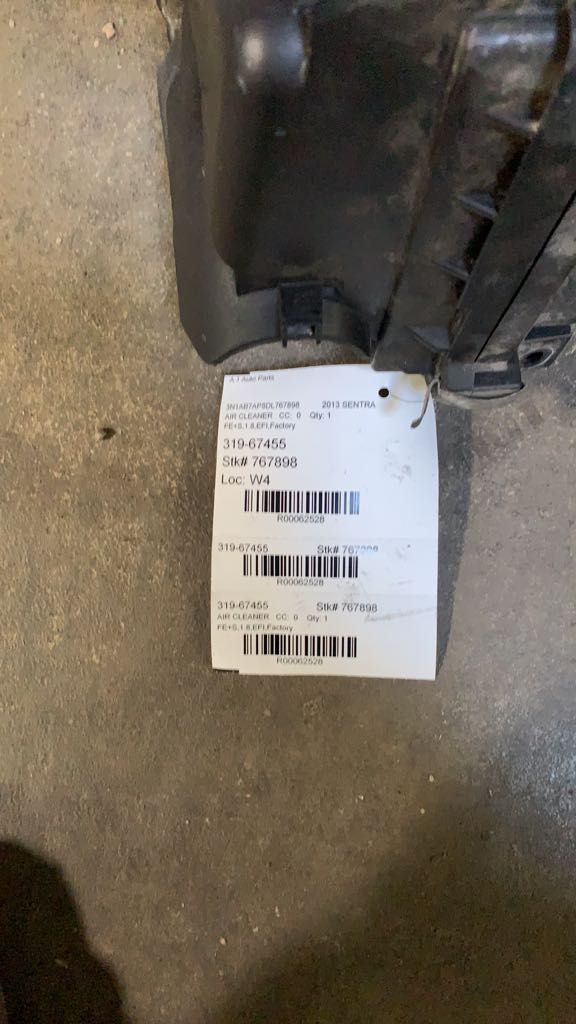 A-1 Auto Parts
3N1AB7AP8DL767898 2013 SENTRA
AIR CLEANER CC: 0 Qty: 1
FE+S,1.8,EFI,Factory
319-67455
Stk# 767898
Loc: W4
R00062528
319-67455 Stk# 767898
R00062528
319-67455 Stk# 767898
AIR CLEANER CC: 0 Qty: 1
FE+S,1.8,EFI,Factory
R00062528